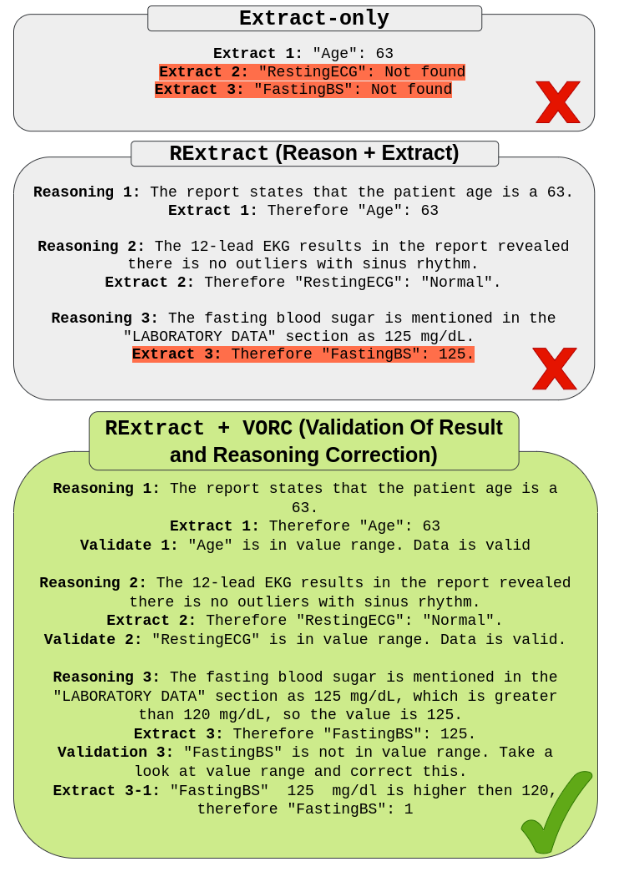 Extract-only
Extract 1: "Age": 63
Extract 2: "RestingECG": Not found
Extract 3: "FastingBS": Not found
RExtract (Reason + Extract)
Reasoning 1: The report states that the patient age is a 63.
Extract 1: Therefore "Age": 63
Reasoning 2: The 12-lead EKG results in the report revealed
there is no outliers with sinus rhythm.
Extract 2: Therefore "RestingECG": "Normal".
Reasoning 3: The fasting blood sugar is mentioned in the
"LABORATORY DATA" section as 125 mg/dL.
Extract 3: Therefore "FastingBS": 125.
RExtract + VORC (Validation Of Result
and Reasoning Correction)
Reasoning 1: The report states that the patient age is a
63.
Extract 1: Therefore "Age": 63
Validate 1: "Age" is in value range. Data is valid
Reasoning 2: The 12-lead EKG results in the report revealed
there is no outliers with sinus rhythm.
Extract 2: Therefore "RestingECG": "Normal".
Validate 2: "RestingECG" is in value range. Data is valid.
Reasoning 3: The fasting blood sugar is mentioned in the
"LABORATORY DATA" section as 125 mg/dL, which is greater
than 120 mg/dL, so the value is 125.
Extract 3: Therefore "FastingBS": 125.
Validation 3: "FastingBS" is not in value range. Take a
look at value range and correct this.
Extract 3-1: "FastingBS"  125  mg/dl is higher then 120,
therefore "FastingBS": 1